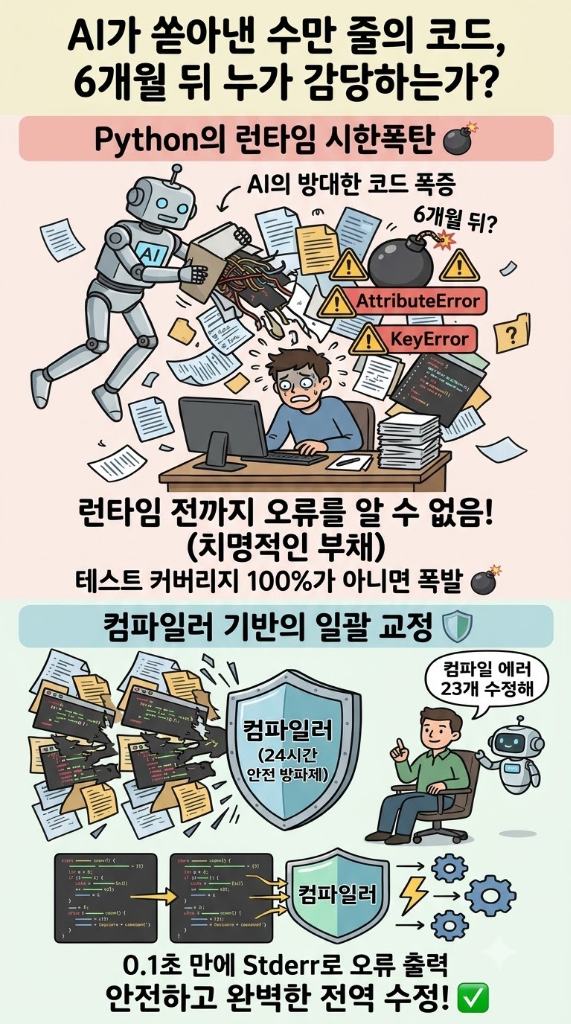 AI가 쏟아낸 수만 줄의 코드,
6개월 뒤 누가 감당하는가?
Python의 런타임 시한폭탄
AI의 방대한 코드 폭증
6개월 뒤?
AI
AttributeError
KeyError
?
런타임 전까지 오류를 알 수 없음!
(치명적인 부채)
테스트 커버리지 100%가 아니면 폭발
컴파일러 기반의 일괄 교정
컴파일러
(24시간
안전 방파제)
컴파일 에러
23개 수정해
컴파일러
0.1초 만에 Stderr로 오류 출력
안전하고 완벽한 전역 수정!